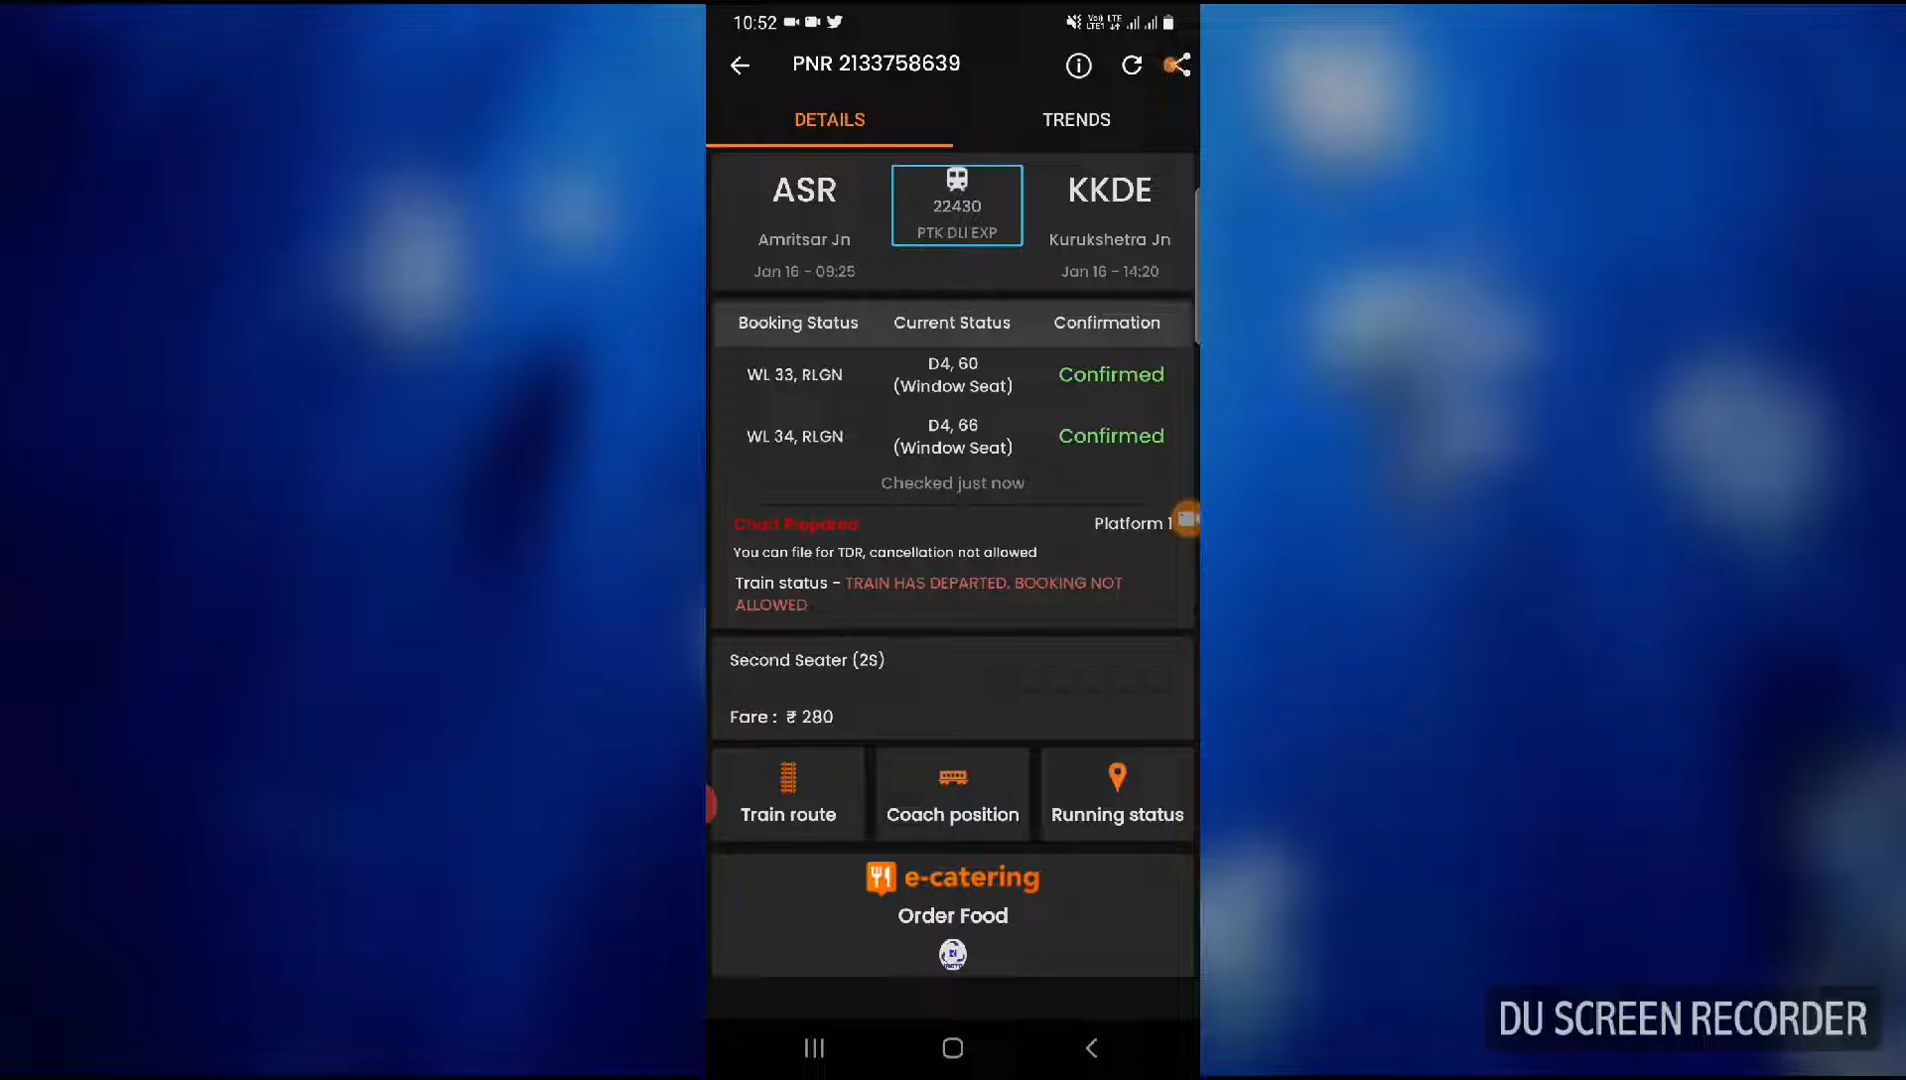 10:52
Vo) LTE
LTE1
PNR 2133758639
DETAILS
TRENDS
ASR
22430
PTK DLI EXP
KKDE
Amritsar Jn
Kurukshetra Jn
Jan 16 - 09:25
Jan 16 - 14:20
Booking Status
Current Status
Confirmation
WL 33, RLGN
D4, 60
(Window Seat)
Confirmed
WL 34, RLGN
D4, 66
(Window Seat)
Confirmed
Checked just now
Chart Prepared
Platform 1
You can file for TDR, cancellation not allowed
Train status - TRAIN HAS DEPARTED, BOOKING NOT
ALLOWED
Second Seater (2S)
Fare : ₹ 280
Train route
Coach position
Running status
e-catering
Order Food
DU SCREEN RECORDER